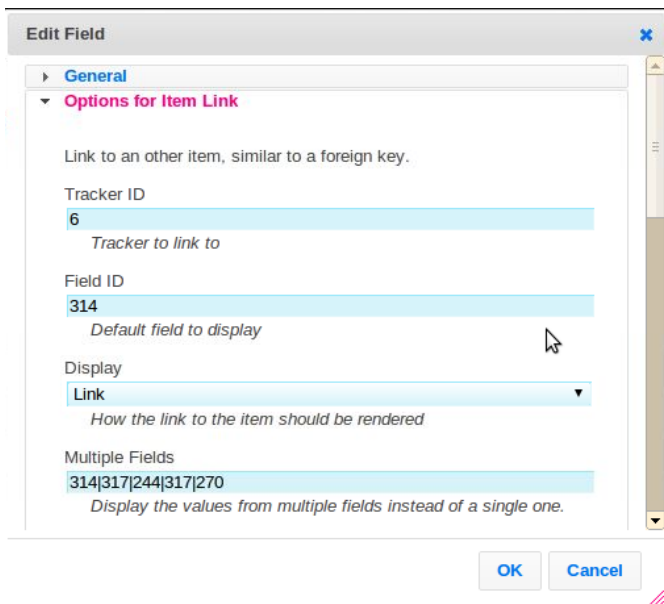 Edit Field
General
Options for Item Link
Link to an other item, similar to a foreign key.
Tracker ID
6
Tracker to link to
Field ID
314
Default field to display
Display
Link
How the link to the item should be rendered
Multiple Fields
314|317|244|317|270
Display the values from multiple fields instead of a single one.
OK Cancel